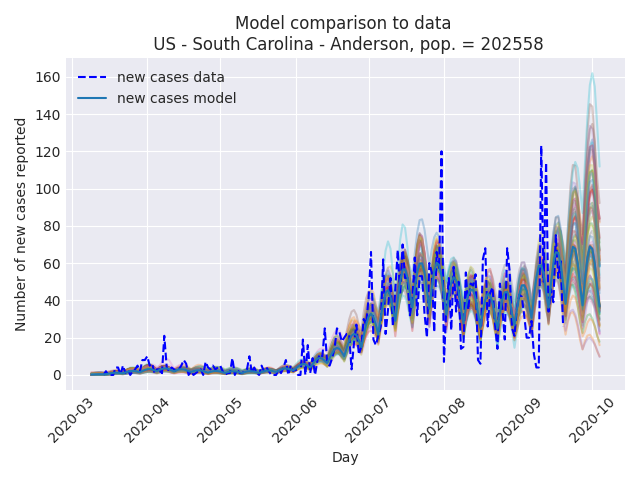 Model comparison to data
US - South Carolina - Anderson, pop. = 202558
new cases data
new cases model
Number of new cases reported
160
140
120
100
80
60
40
20
0
2020-03
2020-04
2020-05
2020-06
2020-07
2020-08
2020-09
2020-10
Day